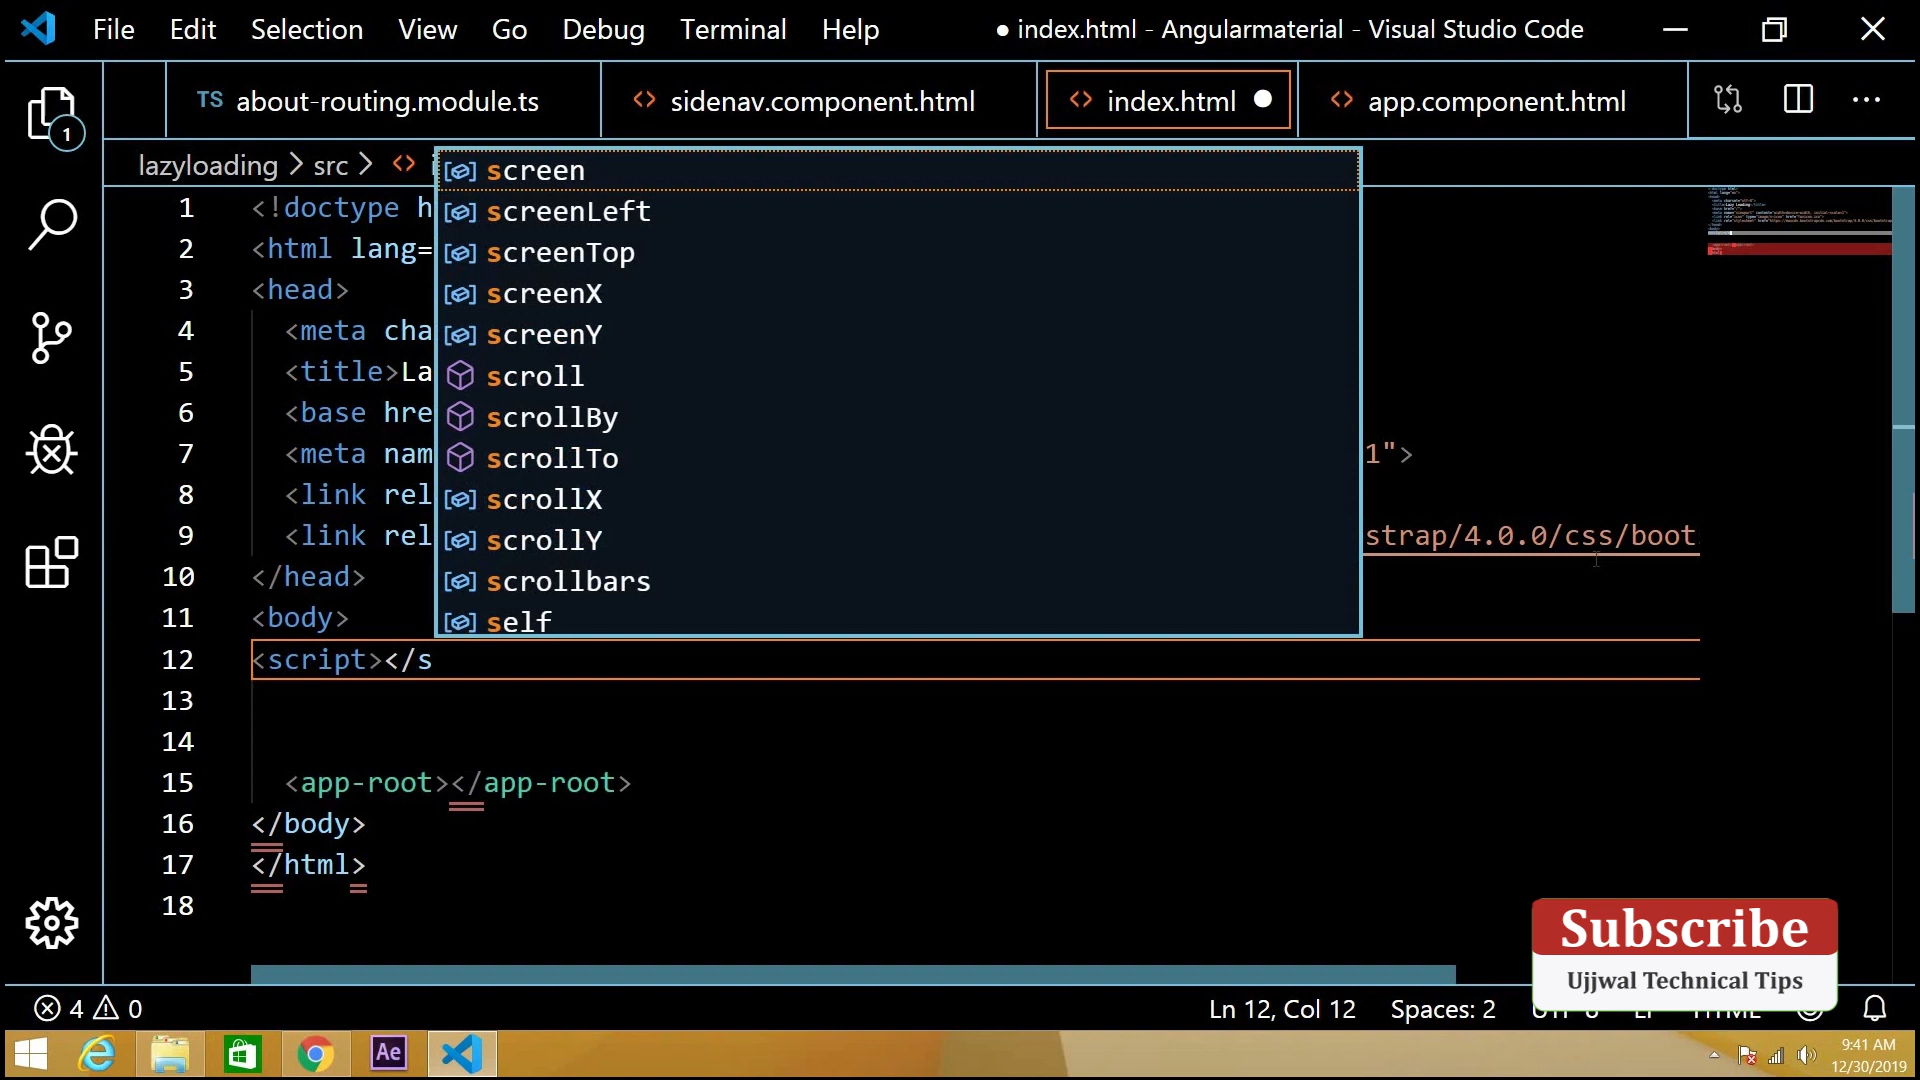 File Edit Selection View Go Debug Terminal Help
● index.html - Angularmaterial - Visual Studio Code
TS about-routing.module.ts
<> sidenav.component.html
<> index.html ●
<> app.component.html
1
lazyloading > src > <>
screen
screenLeft
screenTop
screenX
screenY
scroll
scrollBy
scrollTo
scrollX
scrollY
scrollbars
self
1 <!doctype h
2 <html lang=
3 <head>
4 <meta cha
5 <title>La
6 <base hre
7 <meta nam 1">
8 <link rel
9 <link rel strap/4.0.0/css/boot
10 </head>
11 <body>
12 <script></s
13
14
15 <app-root></app-root>
16 </body>
17 </html>
18
Subscribe
Ujjwal Technical Tips
4 0
Ln 12, Col 12 Spaces: 2
Ae
9:41 AM
12/30/2019